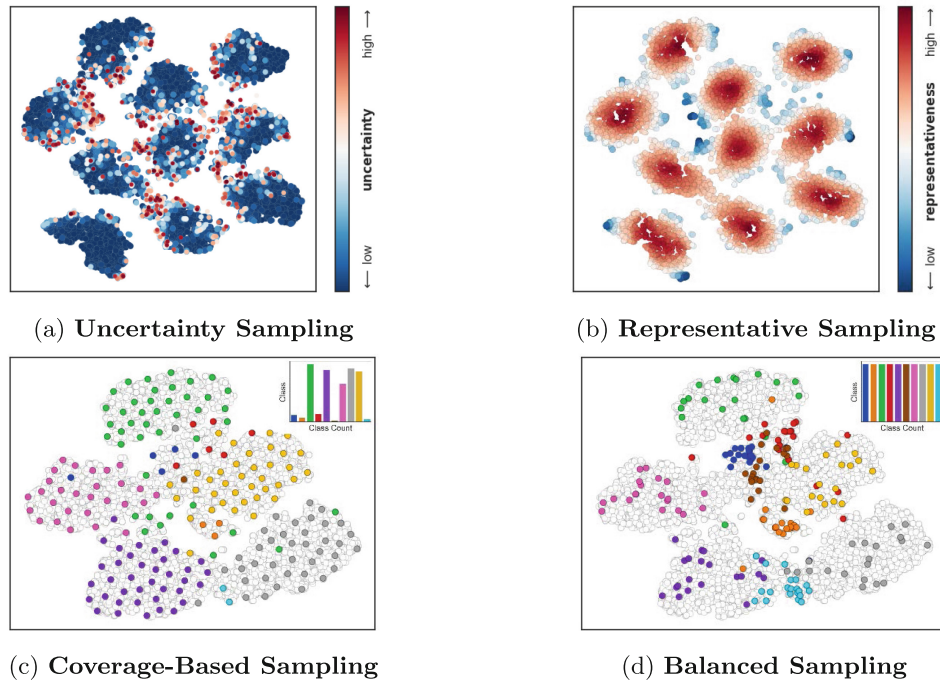 high ⟶
uncertainty
⟵ low
high ⟶
representativeness
⟵ low
(a) Uncertainty Sampling
(b) Representative Sampling
Class
Class Count
Class
Class Count
(c) Coverage-Based Sampling
(d) Balanced Sampling